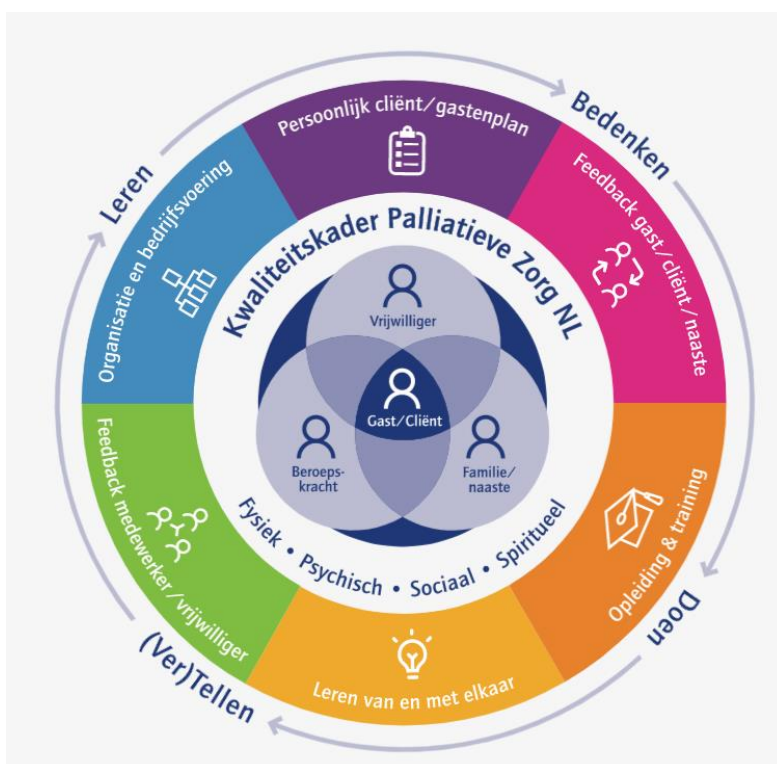 Bedenken
Doen
(Ver)Tellen
Leren
Persoonlijk cliënt/gastenplan
Feedback gast/cliënt/naaste
Opleiding & training
Leren van en met elkaar
Feedback medewerker/vrijwilliger
Organisatie en bedrijfsvoering
Kwaliteitskader Palliatieve Zorg NL
Vrijwilliger
Gast/Cliënt
Beroeps-
kracht
Familie/
naaste
Fysiek • Psychisch • Sociaal • Spiritueel